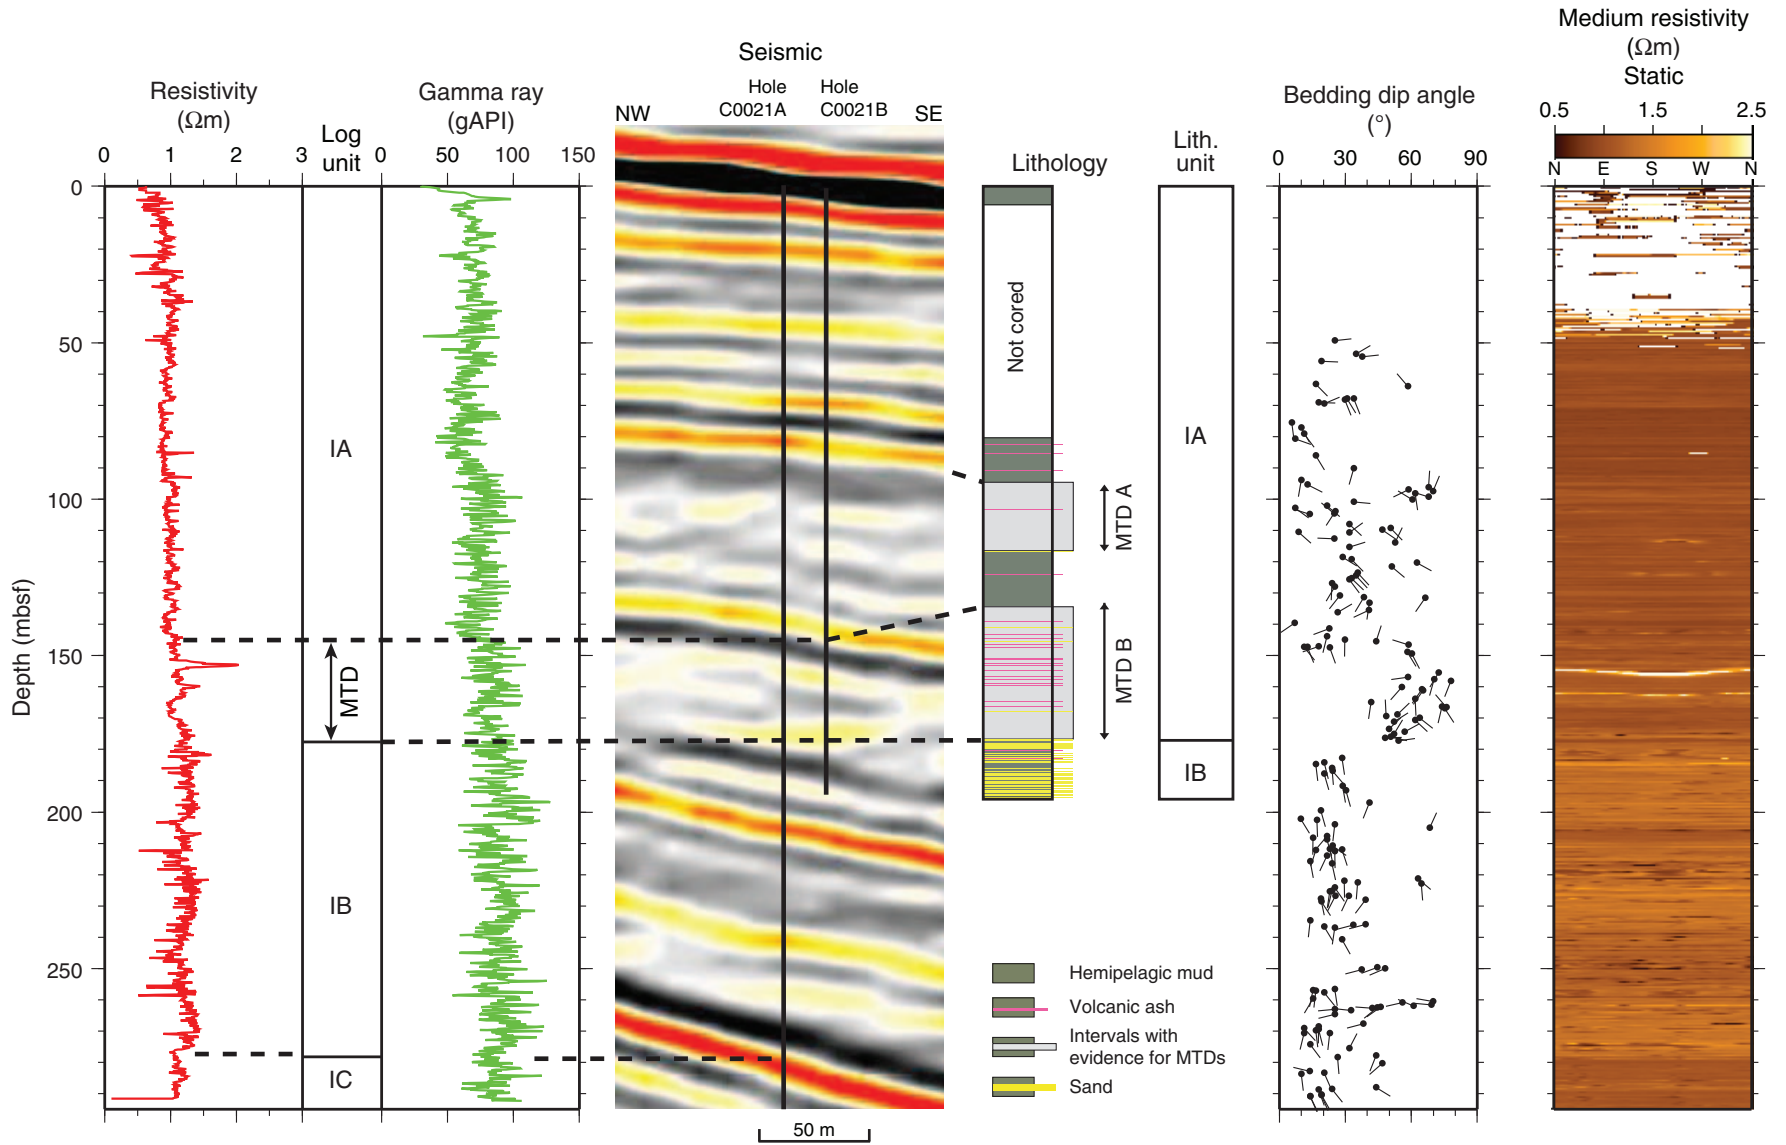 Medium resistivity
(Ωm)
Static
0.5 1.5 2.5
N E S W N
Seismic
Hole
C0021A
Hole
C0021B
NW SE
Resistivity
(Ωm)
0 1 2 3
Log
unit
Gamma ray
(gAPI)
0 50 100 150
Lithology
Lith.
unit
Bedding dip angle
(°)
0 30 60 90
Depth (mbsf)
0
50
100
150
200
250
IA
MTD
IB
IC
Not cored
MTD A
MTD B
IA
IB
Hemipelagic mud
Volcanic ash
Intervals with
evidence for MTDs
Sand
50 m